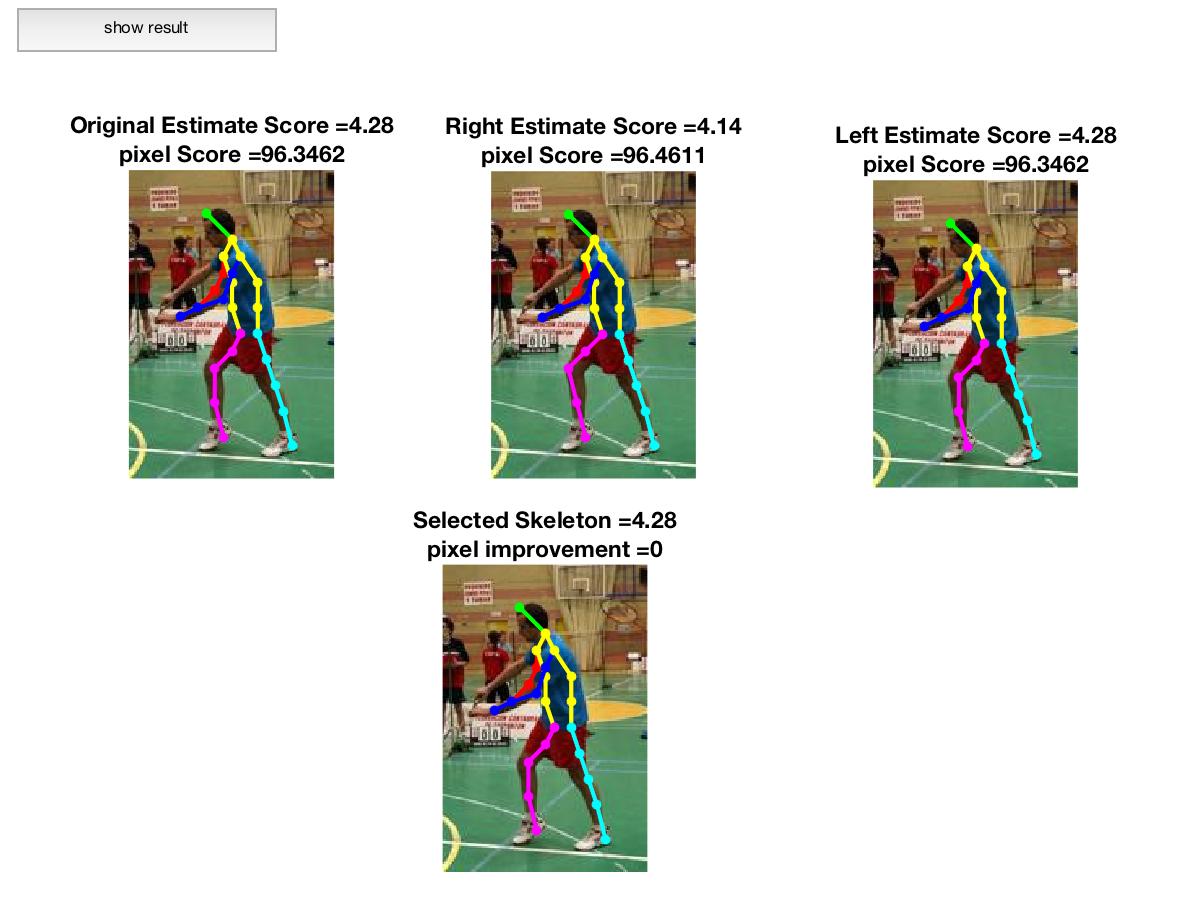 show result
Original Estimate Score =4.28
pixel Score =96.3462
Right Estimate Score =4.14
pixel Score =96.4611
Left Estimate Score =4.28
pixel Score =96.3462
Selected Skeleton =4.28
pixel improvement =0